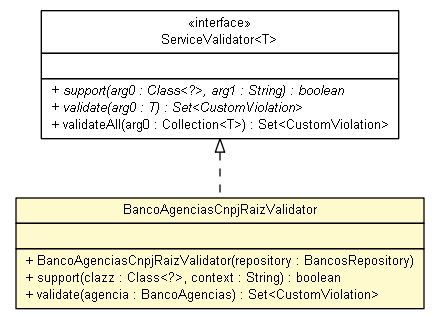 «interface»
ServiceValidator<T>
+ support(arg0 : Class<?>, arg1 : String) : boolean
+ validate(arg0 : T) : Set<CustomViolation>
+ validateAll(arg0 : Collection<T>) : Set<CustomViolation>
BancoAgenciasCnpjRaizValidator
+ BancoAgenciasCnpjRaizValidator(repository : BancosRepository)
+ support(clazz : Class<?>, context : String) : boolean
+ validate(agencia : BancoAgencias) : Set<CustomViolation>